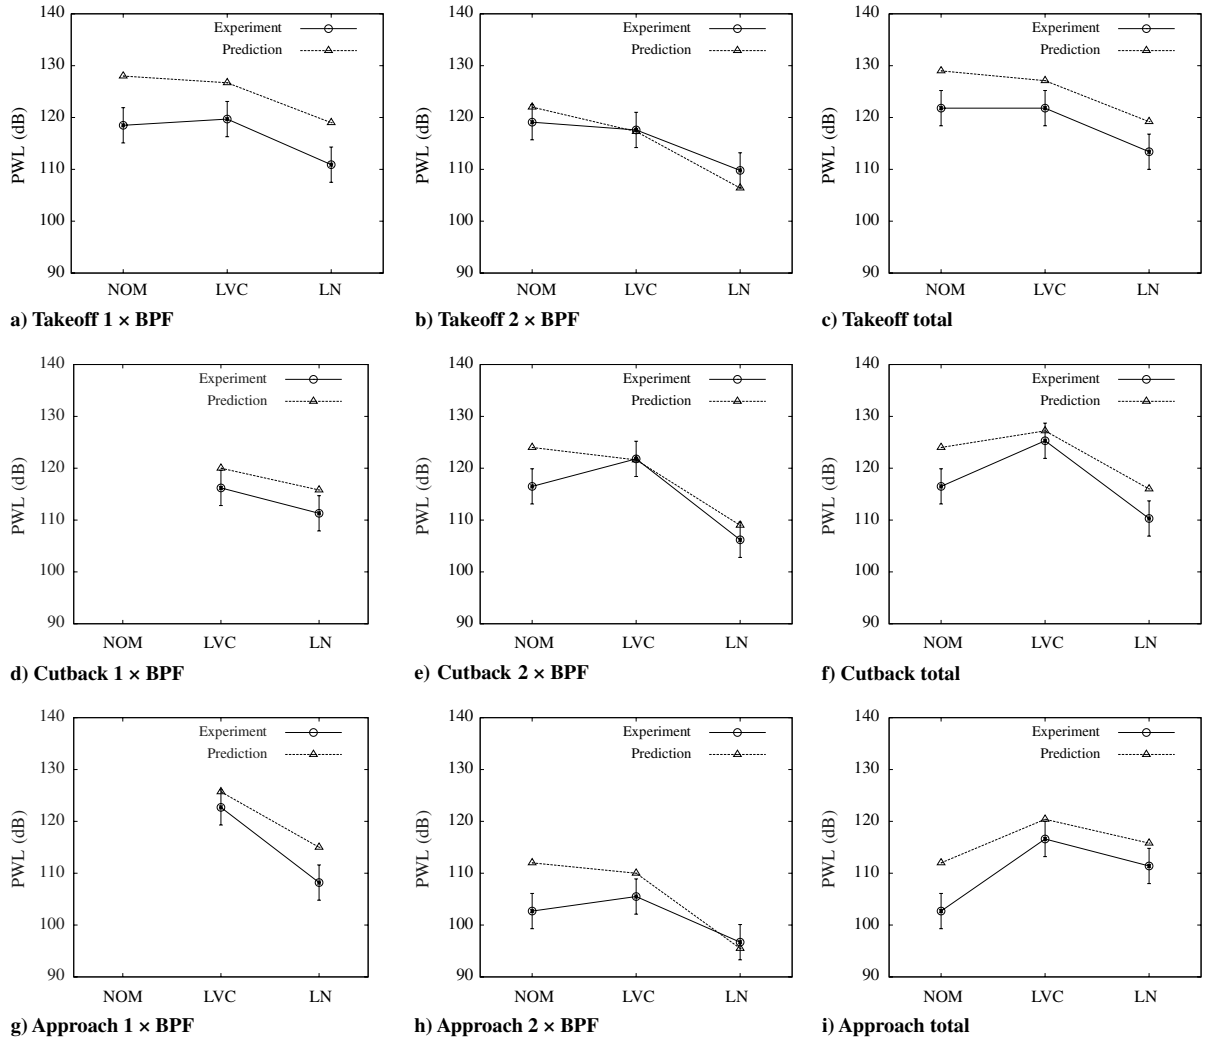 140
130
120
110
100
90
PWL (dB)
Experiment
Prediction
NOM LVC LN
a) Takeoff 1 × BPF
140
130
120
110
100
90
PWL (dB)
Experiment
Prediction
NOM LVC LN
b) Takeoff 2 × BPF
140
130
120
110
100
90
PWL (dB)
Experiment
Prediction
NOM LVC LN
c) Takeoff total
140
130
120
110
100
90
PWL (dB)
Experiment
Prediction
NOM LVC LN
d) Cutback 1 × BPF
140
130
120
110
100
90
PWL (dB)
Experiment
Prediction
NOM LVC LN
e) Cutback 2 × BPF
140
130
120
110
100
90
PWL (dB)
Experiment
Prediction
NOM LVC LN
f) Cutback total
140
130
120
110
100
90
PWL (dB)
Experiment
Prediction
NOM LVC LN
g) Approach 1 × BPF
140
130
120
110
100
90
PWL (dB)
Experiment
Prediction
NOM LVC LN
h) Approach 2 × BPF
140
130
120
110
100
90
PWL (dB)
Experiment
Prediction
NOM LVC LN
i) Approach total